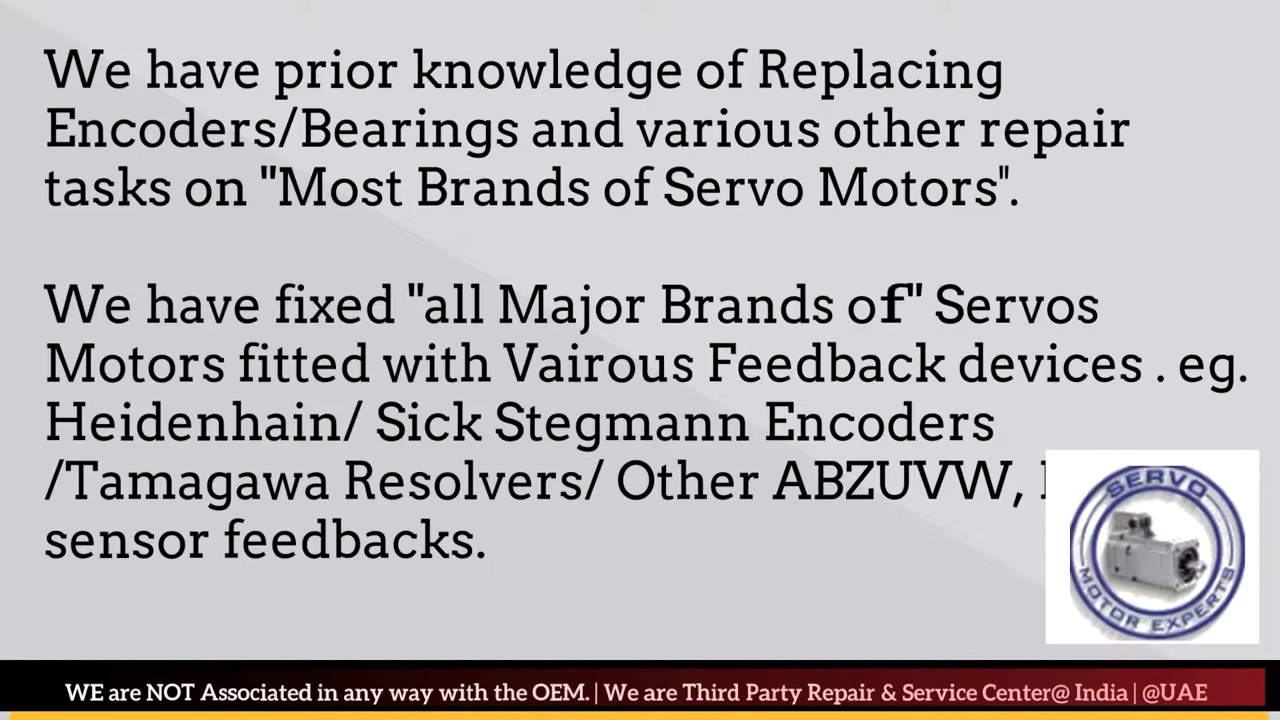 We have prior knowledge of Replacing
Encoders/Bearings and various other repair
tasks on "Most Brands of Servo Motors".
We have fixed "all Major Brands of" Servos
Motors fitted with Vairous Feedback devices . eg.
Heidenhain/ Sick Stegmann Encoders
/Tamagawa Resolvers/ Other ABZUVW,
sensor feedbacks.
SERVO
MOTOR EXPERTS
WE are NOT Associated in any way with the OEM. | We are Third Party Repair & Service Center@ India | @UAE